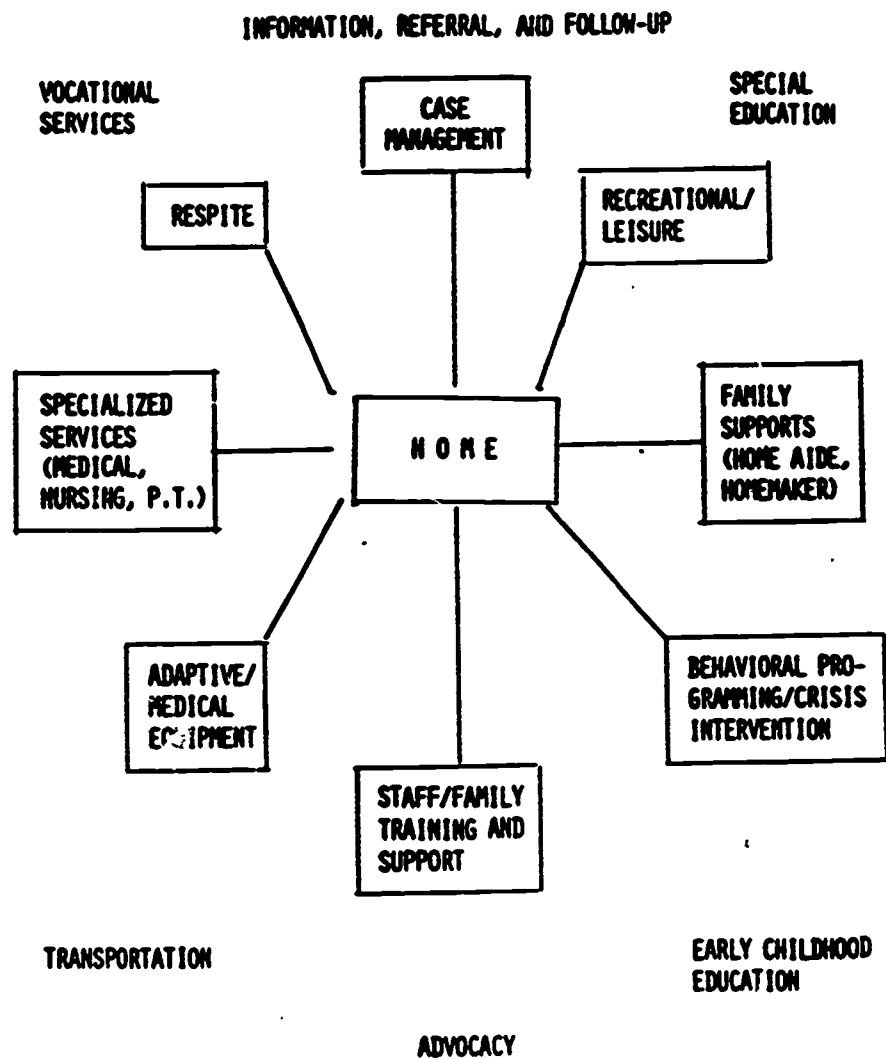 INFORMATION, REFERRAL, AND FOLLOW-UP
VOCATIONAL
SERVICES
CASE
MANAGEMENT
SPECIAL
EDUCATION
RESPITE
RECREATIONAL/
LEISURE
SPECIALIZED
SERVICES
(MEDICAL,
NURSING, P.T.)
HOME
FAMILY
SUPPORTS
(HOME AIDE,
HOMEMAKER)
ADAPTIVE/
MEDICAL
EQUIPMENT
BEHAVIORAL PRO-
GRAMMING/CRISIS
INTERVENTION
STAFF/FAMILY
TRAINING AND
SUPPORT
TRANSPORTATION
EARLY CHILDHOOD
EDUCATION
ADVOCACY